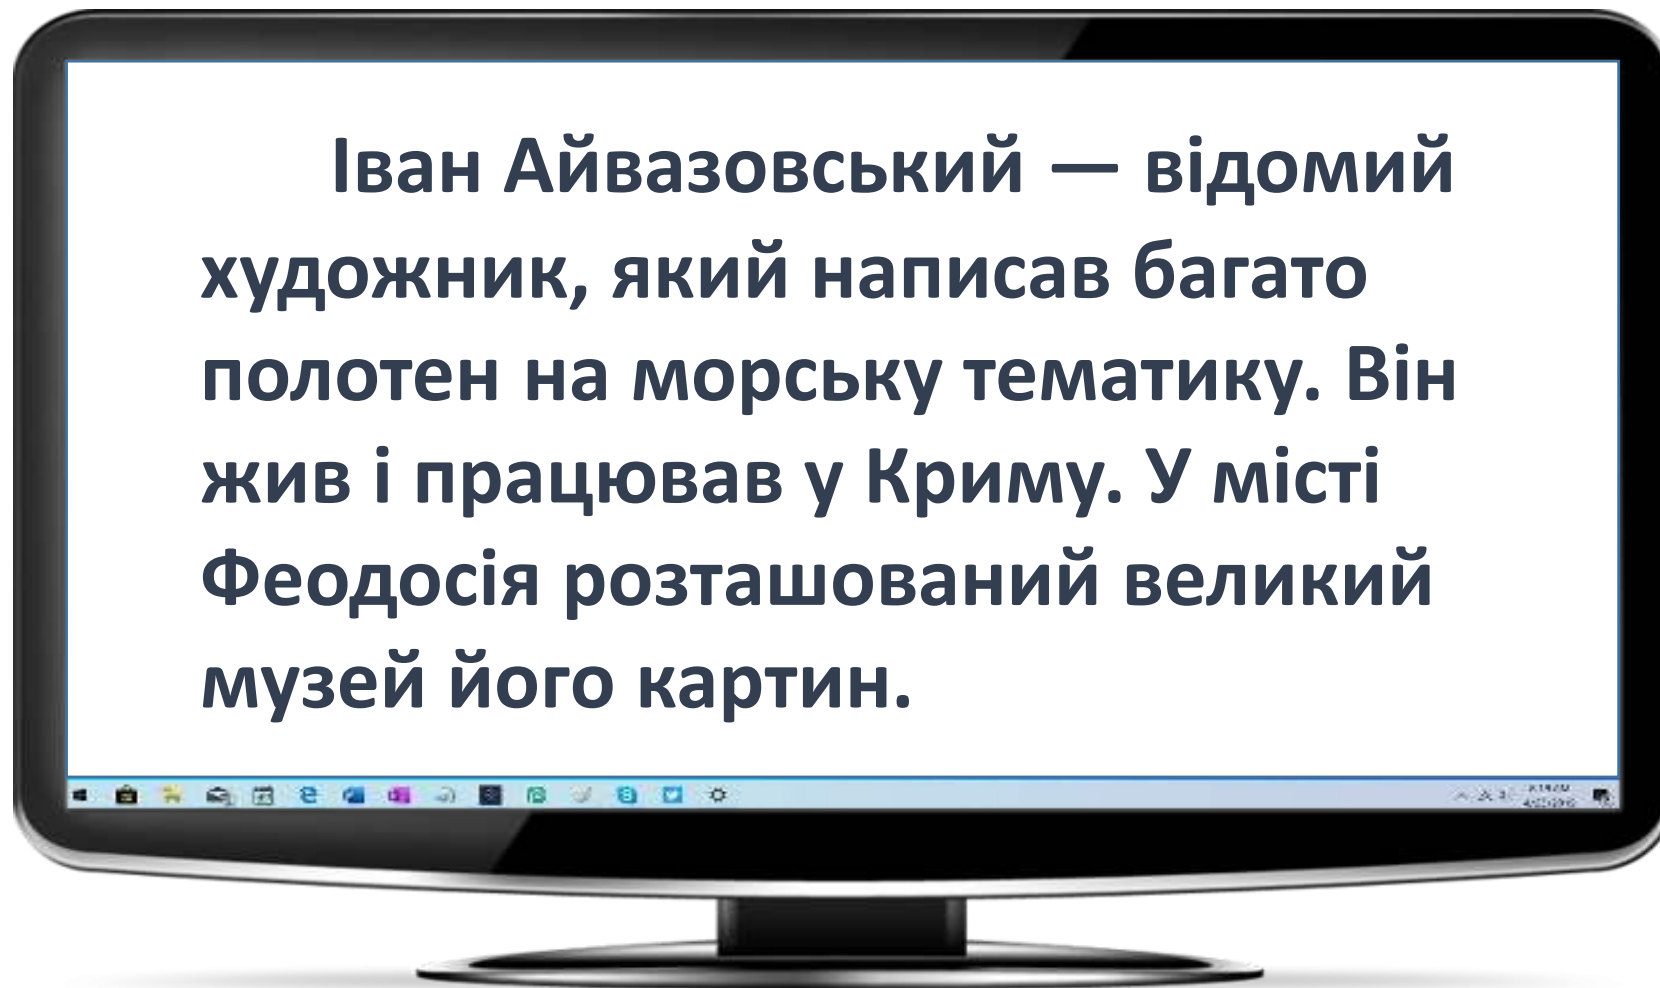 Іван Айвазовський — відомий
художник, який написав багато
полотен на морську тематику. Він
жив і працював у Криму. У місті
Феодосія розташований великий
музей його картин.